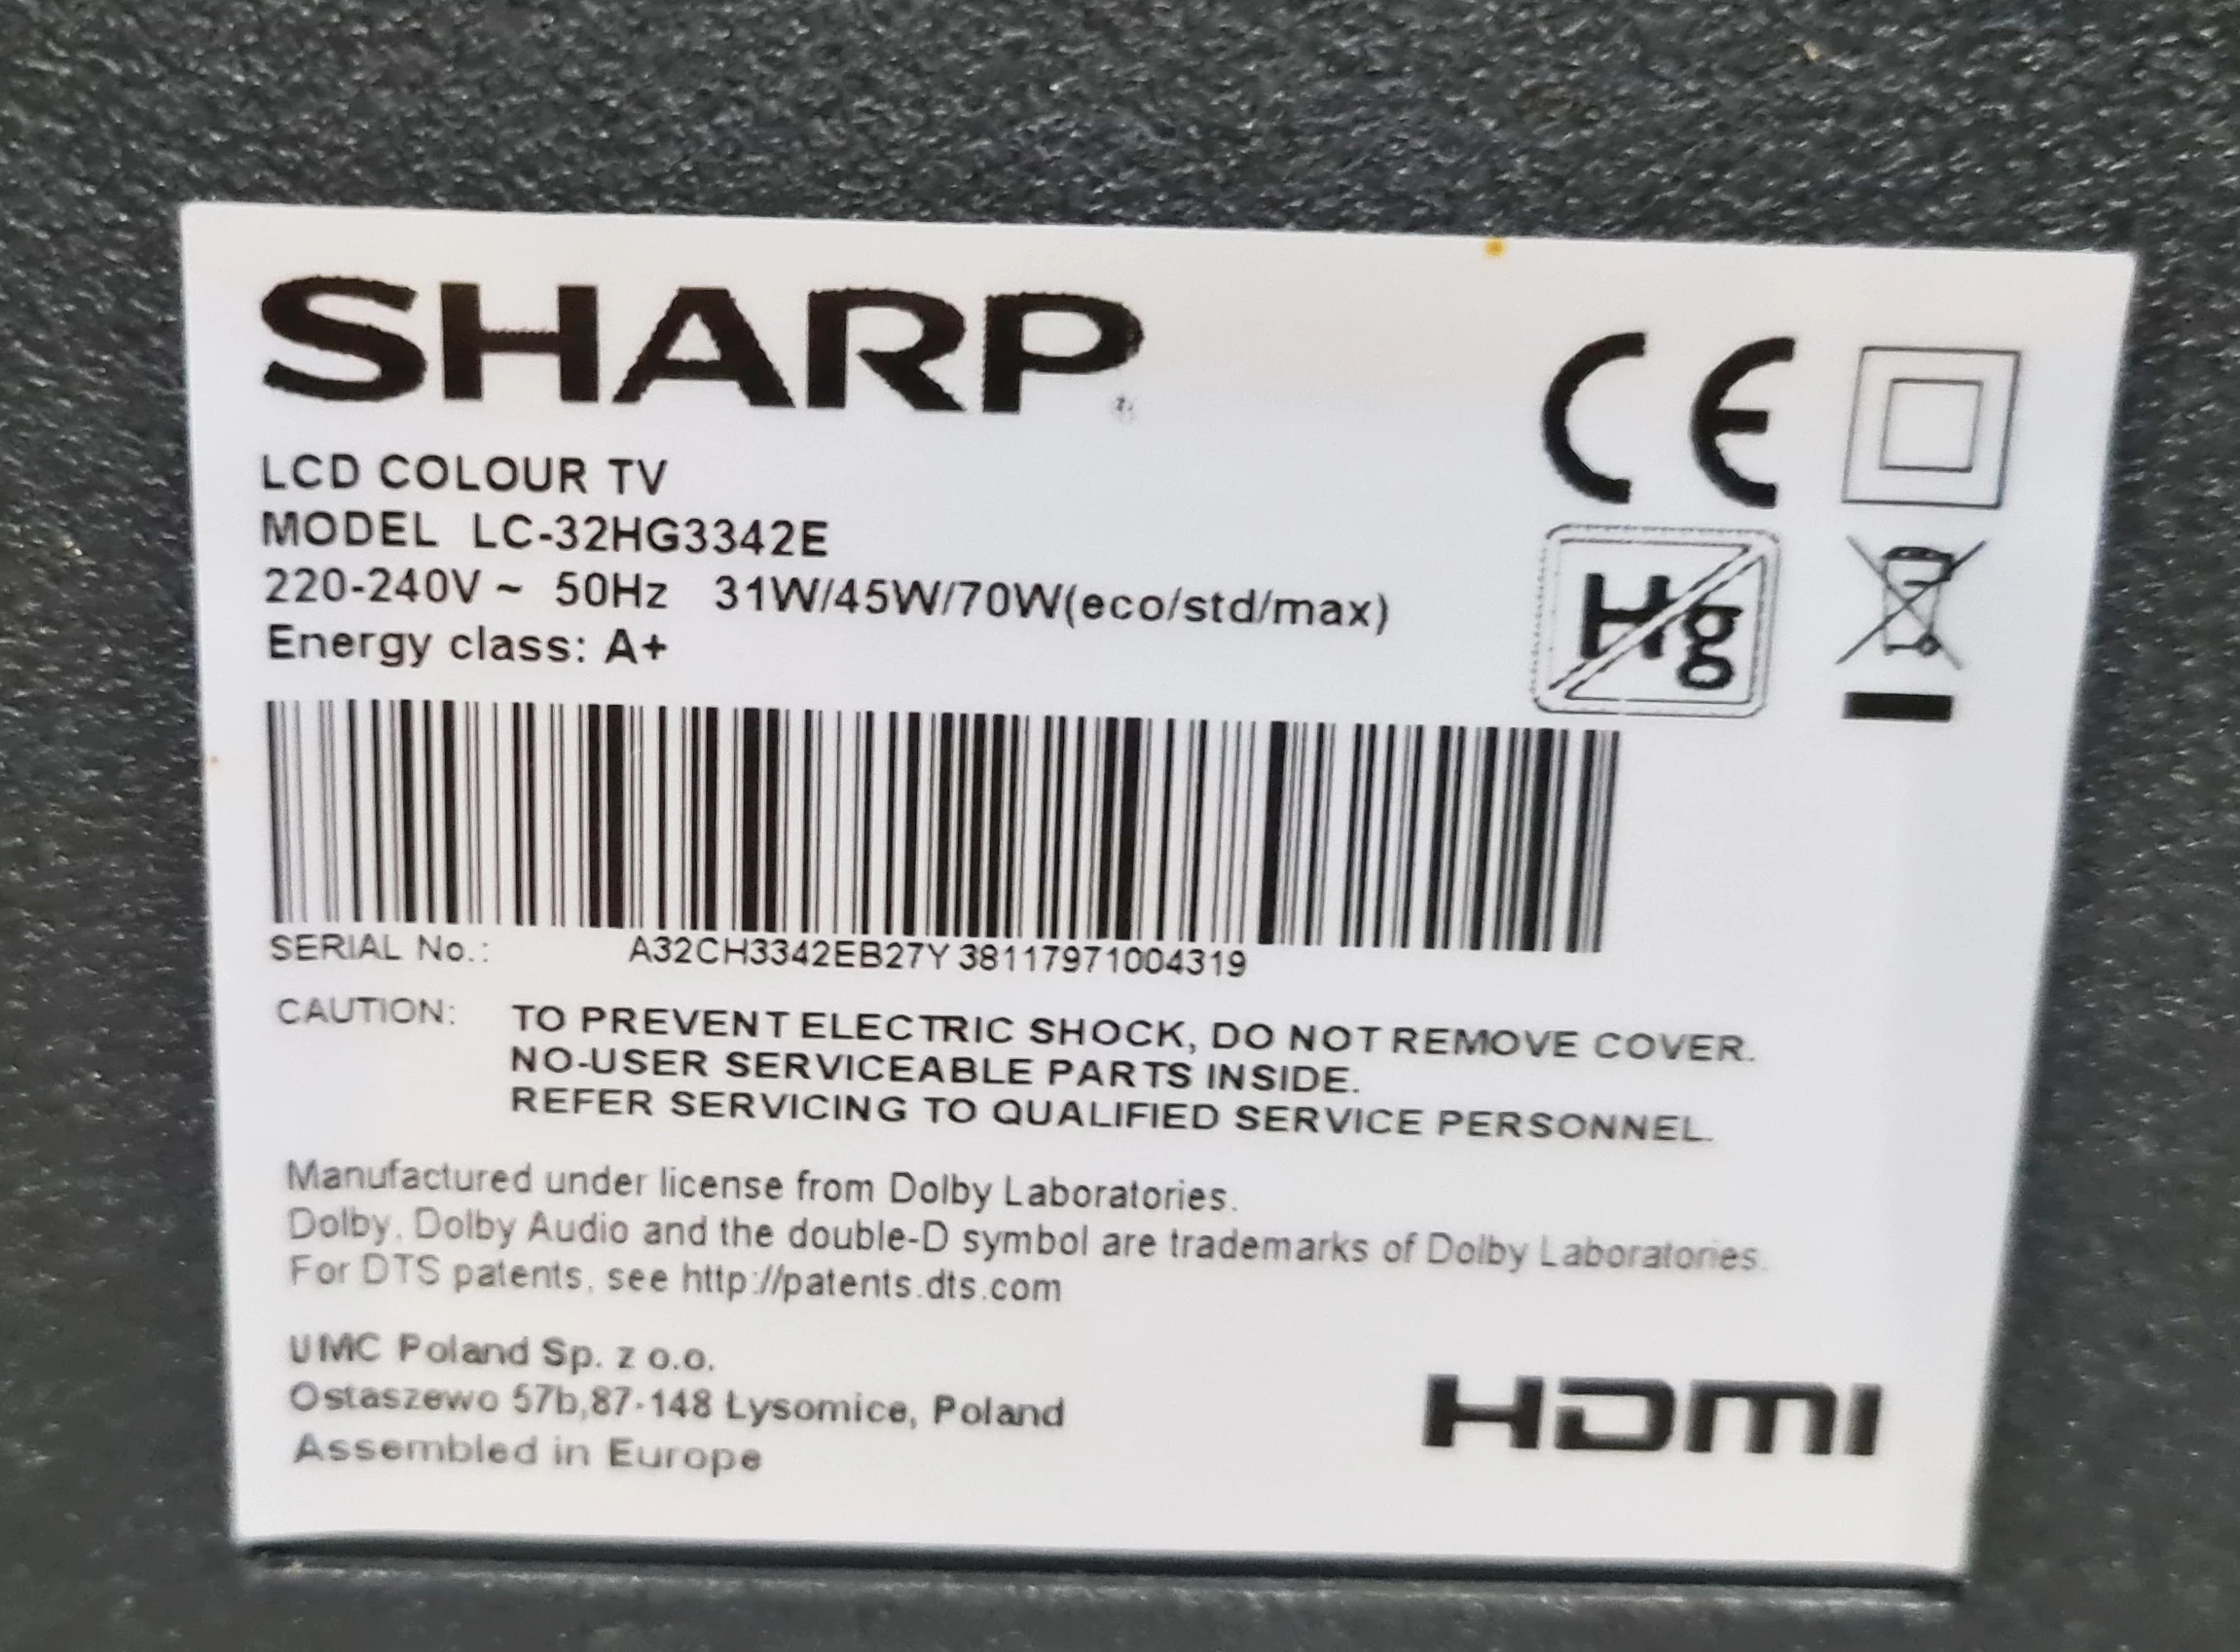 SHARP
CE
LCD COLOUR TV
MODEL LC-32HG3342E
220-240V ~ 50Hz 31W/45W/70W(eco/std/max)
Energy class: A+
Hg
SERIAL No.: A32CH3342EB27Y 38117971004319
CAUTION: TO PREVENT ELECTRIC SHOCK, DO NOT REMOVE COVER.
NO-USER SERVICEABLE PARTS INSIDE.
REFER SERVICING TO QUALIFIED SERVICE PERSONNEL.
Manufactured under license from Dolby Laboratories.
Dolby, Dolby Audio and the double-D symbol are trademarks of Dolby Laboratories.
For DTS patents, see http://patents.dts.com
UMC Poland Sp. z o.o.
Ostaszewo 57b,87-148 Łysomice, Poland
Assembled in Europe
HDMI